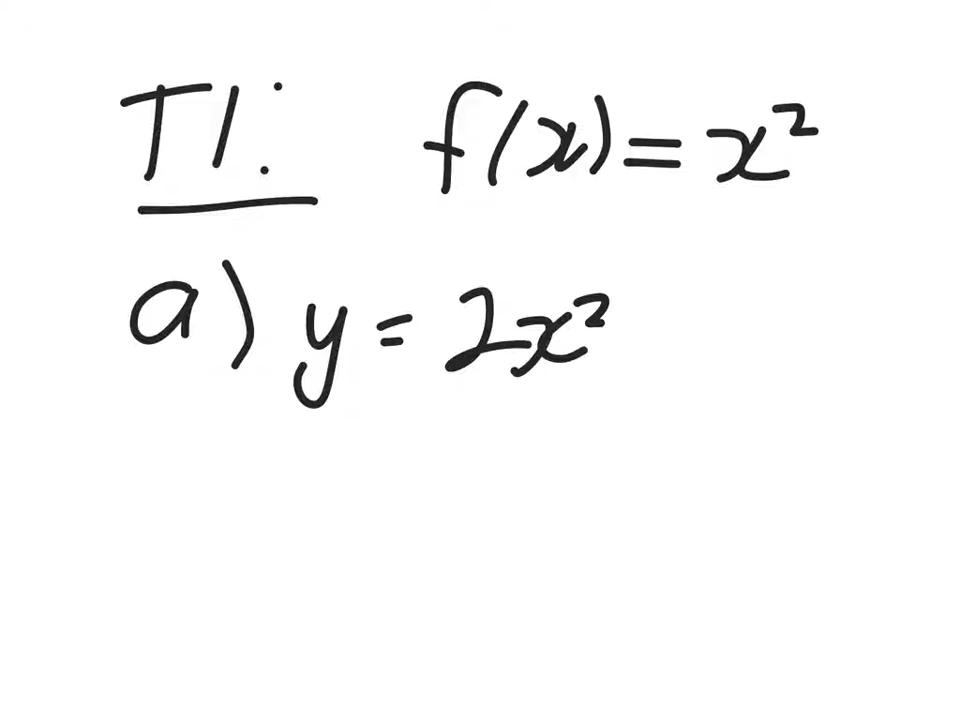 T1: f(x) = x²
a) y = 2x²